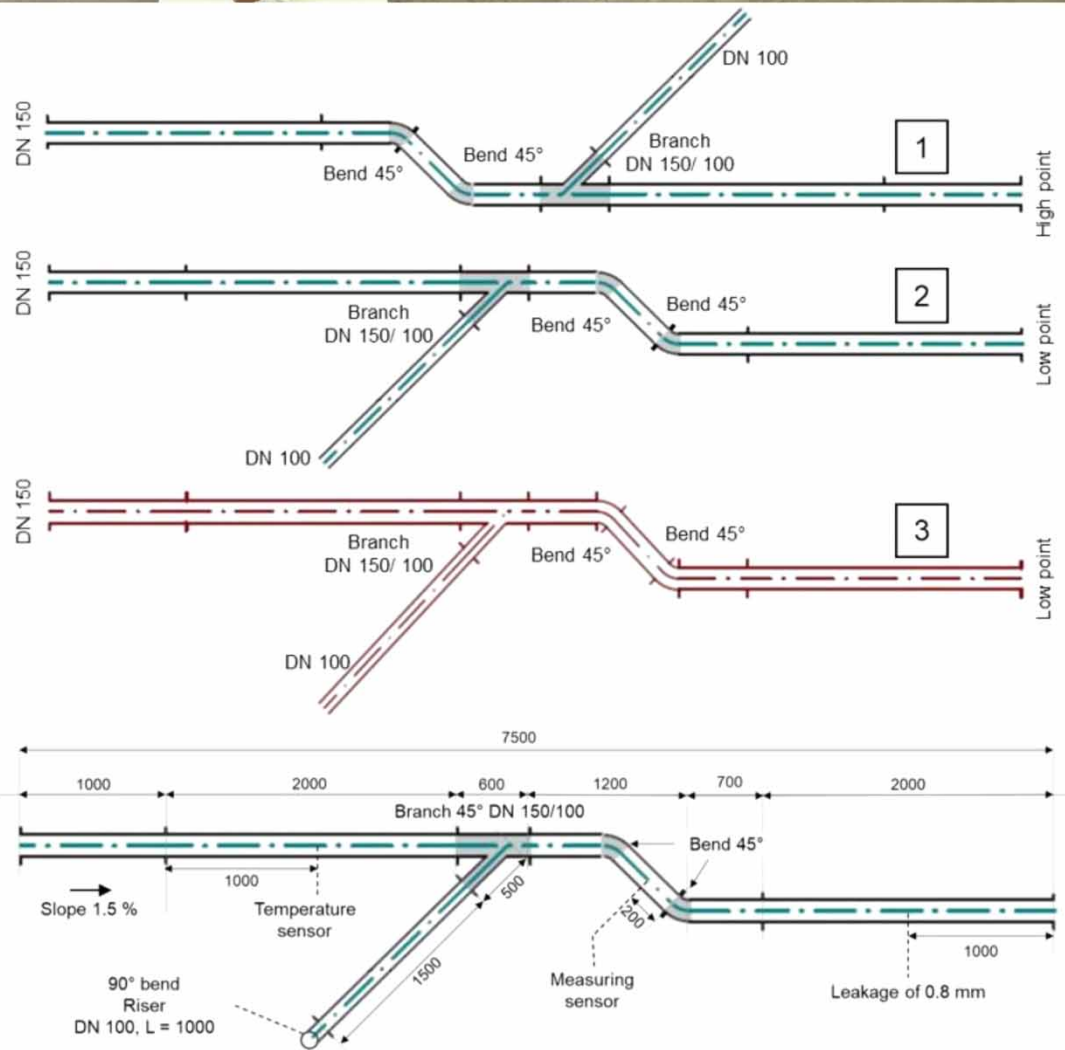 DN 100
DN 150
Bend 45°
Bend 45°
Branch
DN 150/ 100
1
High point
DN 150
Branch
DN 150/ 100
Bend 45°
Bend 45°
2
Low point
DN 100
DN 150
Branch
DN 150/ 100
Bend 45°
Bend 45°
3
Low point
DN 100
7500
1000
2000
600
1200
700
2000
Branch 45° DN 150/100
Bend 45°
1000
500
200
Slope 1.5 %
Temperature
sensor
1500
1000
Measuring
sensor
Leakage of 0.8 mm
90° bend
Riser
DN 100, L = 1000